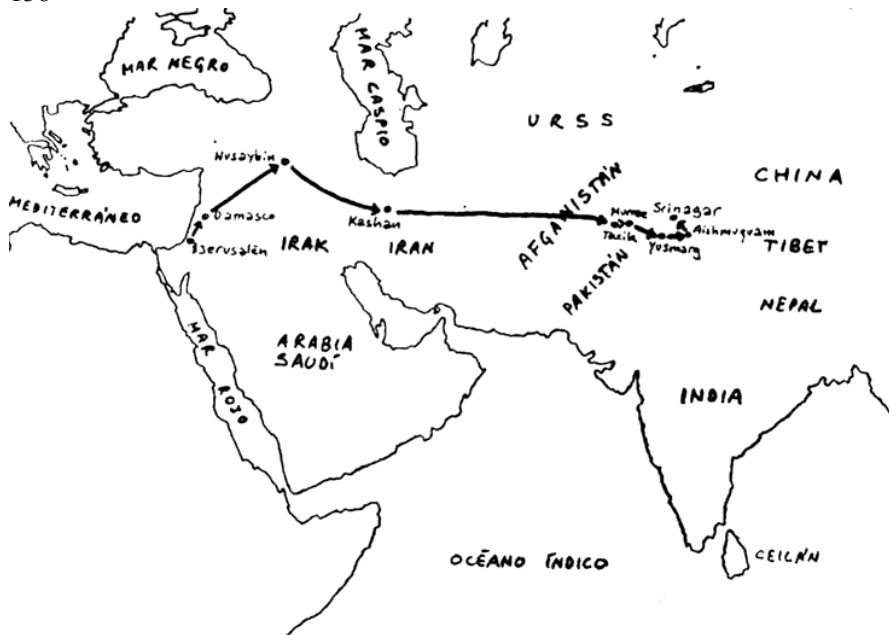 MAR NEGRO
MAR CASPIO
URSS
CHINA
Nusaybin
MEDITERRÁNEO
Damasco
Jerusalén
IRAK
Kashan
IRAN
AFGANISTÁN
Murree
Taxila
Srinagar
Aishmuquam
Yusmarg
TIBET
PAKISTÁN
NEPAL
MAR ROJO
ARABIA
SAUDÍ
INDIA
OCÉANO ÍNDICO
CEILÁN